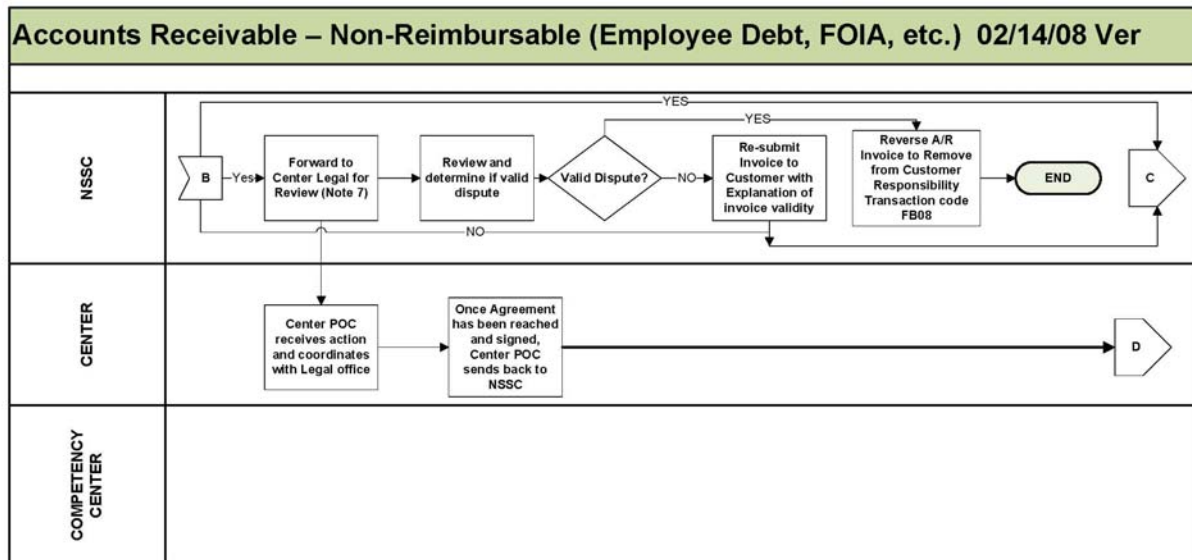 Accounts Receivable – Non-Reimbursable (Employee Debt, FOIA, etc.)  02/14/08 Ver
NSSC
YES
YES
B
Yes
Forward to
Center Legal for
Review (Note 7)
Review and
determine if valid
dispute
Valid Dispute?
NO
Re-submit
Invoice to
Customer with
Explanation of
invoice validity
Reverse A/R
Invoice to Remove
from Customer
Responsibility
Transaction code
FB08
END
C
NO
CENTER
Center POC
receives action
and coordinates
with Legal office
Once Agreement
has been reached
and signed,
Center POC
sends back to
NSSC
D
COMPETENCY
CENTER